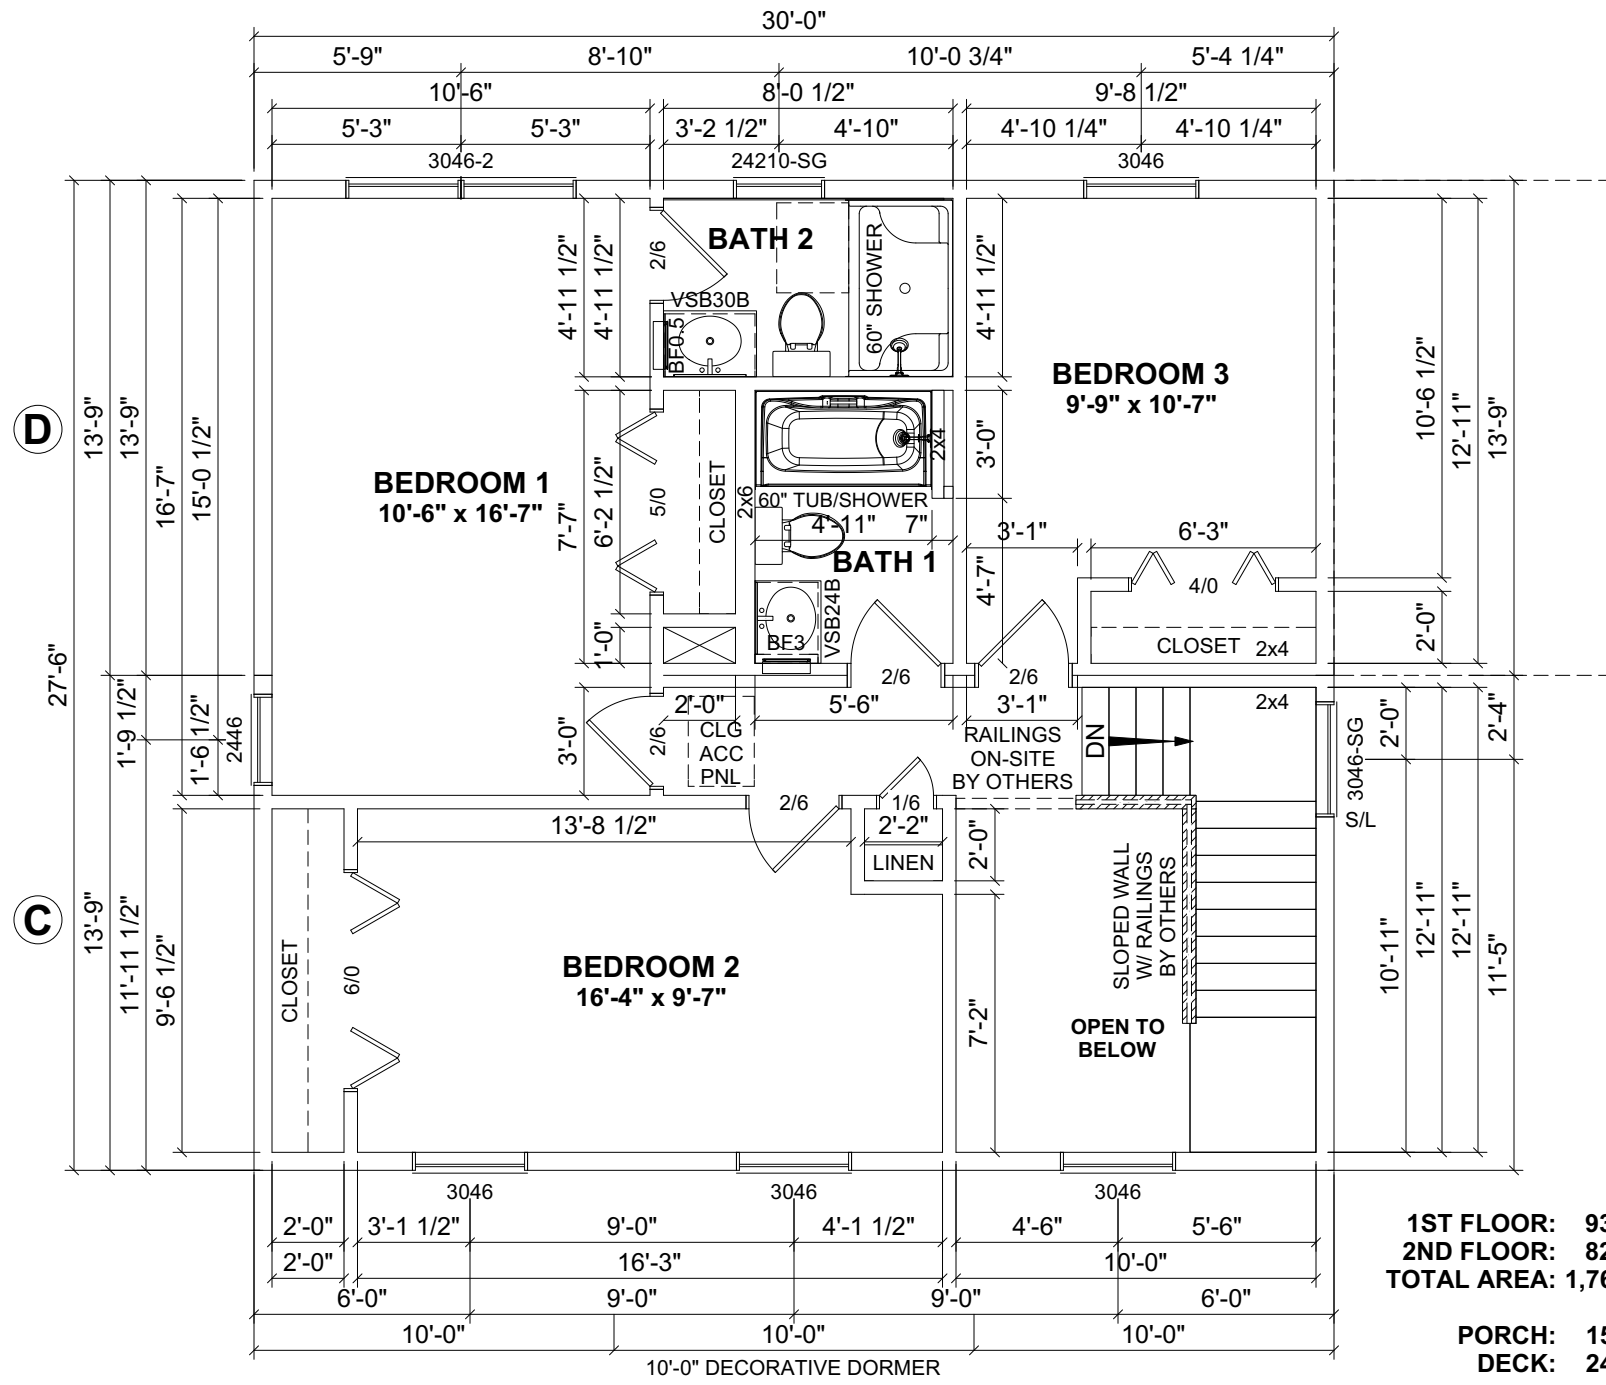 30'-0"
5'-9" 8'-10" 10'-0 3/4" 5'-4 1/4"
10'-6" 8'-0 1/2" 9'-8 1/2"
5'-3" 5'-3" 3'-2 1/2" 4'-10" 4'-10 1/4" 4'-10 1/4"
3046-2 24210-SG 3046
BATH 2
2/6
VSB30B
BF0.5
60" SHOWER
4'-11 1/2"
4'-11 1/2"
4'-11 1/2"
BEDROOM 3
9'-9" x 10'-7"
10'-6 1/2"
12'-11"
13'-9"
D
13'-9"
13'-9"
16'-7"
15'-0 1/2"
BEDROOM 1
10'-6" x 16'-7"
7'-7"
6'-2 1/2"
5/0
CLOSET
2x6
2x4
3'-0"
60" TUB/SHOWER
4'-11" 7"
BATH 1
VSB24B
BF3
1'-0"
4'-7"
3'-1"
6'-3"
4/0
CLOSET
2x4
2'-0"
2/6
2/6
27'-6"
1'-9 1/2"
1'-6 1/2"
2446
3'-0"
2/6
2'-0" 5'-6" 3'-1"
CLG
ACC
PNL
RAILINGS
ON-SITE
BY OTHERS
DN
2x4
3046-SG
S/L
2'-0"
2'-4"
2/6
1/6
13'-8 1/2" 2'-2"
LINEN
2'-0"
C
13'-9"
11'-11 1/2"
9'-6 1/2"
CLOSET
6/0
BEDROOM 2
16'-4" x 9'-7"
7'-2"
SLOPED WALL
W/ RAILINGS
BY OTHERS
OPEN TO
BELOW
10'-11"
12'-11"
12'-11"
11'-5"
3046 3046 3046
2'-0" 3'-1 1/2" 9'-0" 4'-1 1/2" 4'-6" 5'-6"
2'-0" 16'-3" 10'-0"
6'-0" 9'-0" 9'-0" 6'-0"
10'-0" 10'-0" 10'-0"
10'-0" DECORATIVE DORMER
1ST FLOOR: 93
2ND FLOOR: 82
TOTAL AREA: 1,76
PORCH: 15
DECK: 24